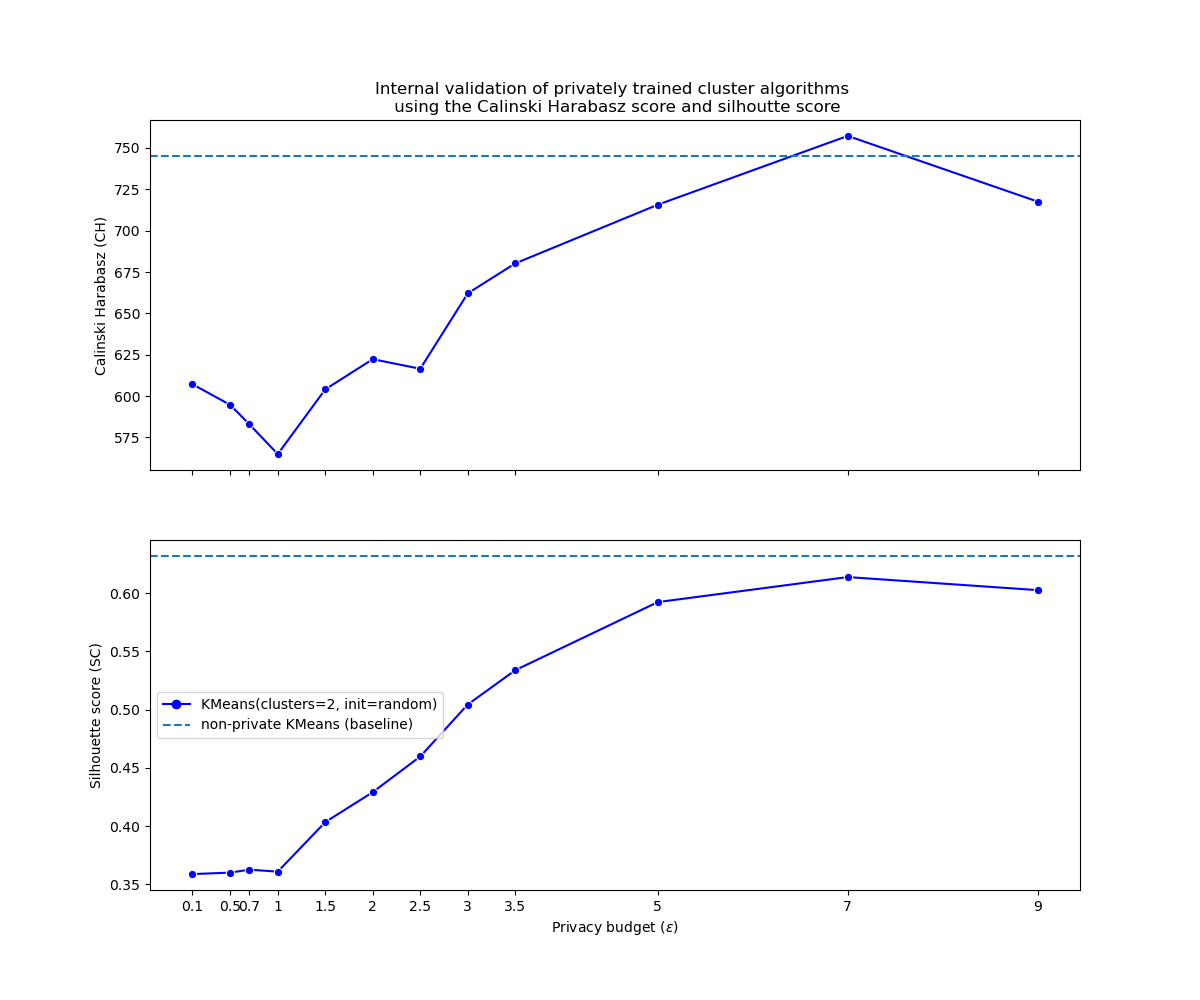 Internal validation of privately trained cluster algorithms
using the Calinski Harabasz score and silhoutte score
Calinski Harabasz (CH)
750
725
700
675
650
625
600
575
Silhouette score (SC)
0.60
0.55
0.50
0.45
0.40
0.35
KMeans(clusters=2, init=random)
non-private KMeans (baseline)
0.1 0.5 0.7 1 1.5 2 2.5 3 3.5 5 7 9
Privacy budget (ε)